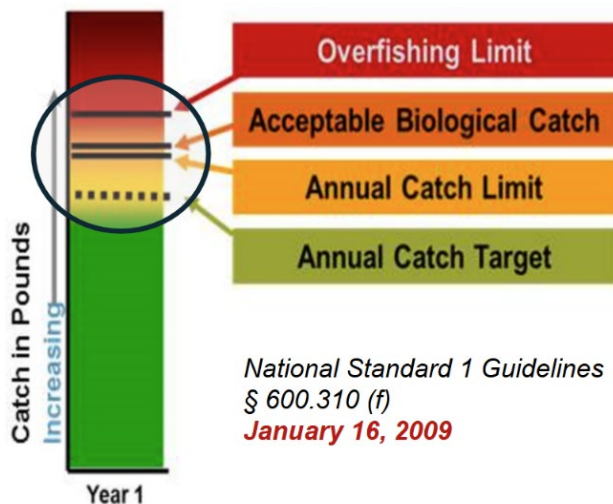 Overfishing Limit
Acceptable Biological Catch
Annual Catch Limit
Annual Catch Target
Catch in Pounds
Increasing
National Standard 1 Guidelines
§ 600.310 (f)
January 16, 2009
Year 1